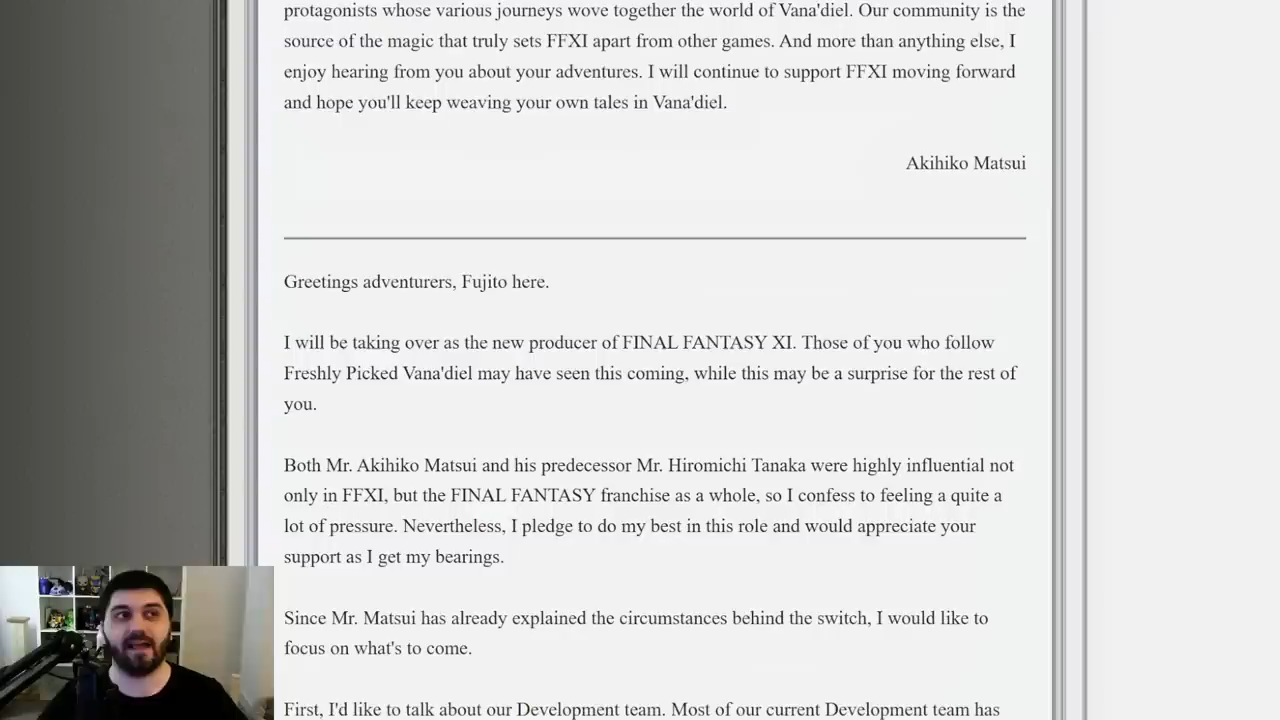 protagonists whose various journeys wove together the world of Vana'diel. Our community is the
source of the magic that truly sets FFXI apart from other games. And more than anything else, I
enjoy hearing from you about your adventures. I will continue to support FFXI moving forward
and hope you'll keep weaving your own tales in Vana'diel.
Akihiko Matsui
Greetings adventurers, Fujito here.
I will be taking over as the new producer of FINAL FANTASY XI. Those of you who follow
Freshly Picked Vana'diel may have seen this coming, while this may be a surprise for the rest of
you.
Both Mr. Akihiko Matsui and his predecessor Mr. Hiromichi Tanaka were highly influential not
only in FFXI, but the FINAL FANTASY franchise as a whole, so I confess to feeling a quite a
lot of pressure. Nevertheless, I pledge to do my best in this role and would appreciate your
support as I get my bearings.
Since Mr. Matsui has already explained the circumstances behind the switch, I would like to
focus on what's to come.
First, I'd like to talk about our Development team. Most of our current Development team has